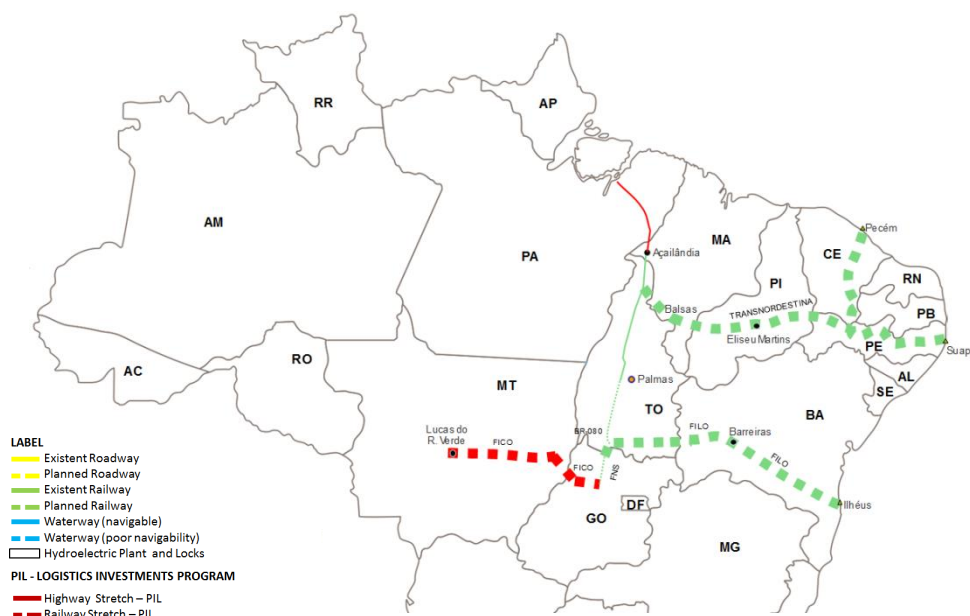 RR
AP
AM
PA
MA
CE
Pecém
Açailândia
RN
PI
Balsas
TRANSNORDESTINA
PB
Eliseu Martins
PE
Suap
RO
AC
AL
SE
MT
Palmas
TO
BA
Lucas do
R. Verde
FICO
BR-080
FILO
Barreiras
FICO
FNS
FILO
Ilhéus
DF
GO
MG
LABEL
Existent Roadway
Planned Roadway
Existent Railway
Planned Railway
Waterway (navigable)
Waterway (poor navigability)
Hydroelectric Plant and Locks
PIL - LOGISTICS INVESTMENTS PROGRAM
Highway Stretch – PIL
Railway Stretch – PIL